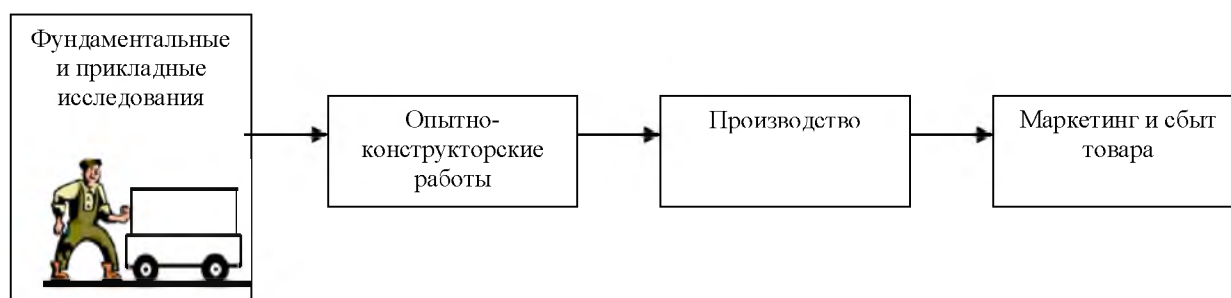 Фундаментальные
и прикладные
исследования
Опытно-
конструкторские
работы
Производство
Маркетинг и сбыт
товара